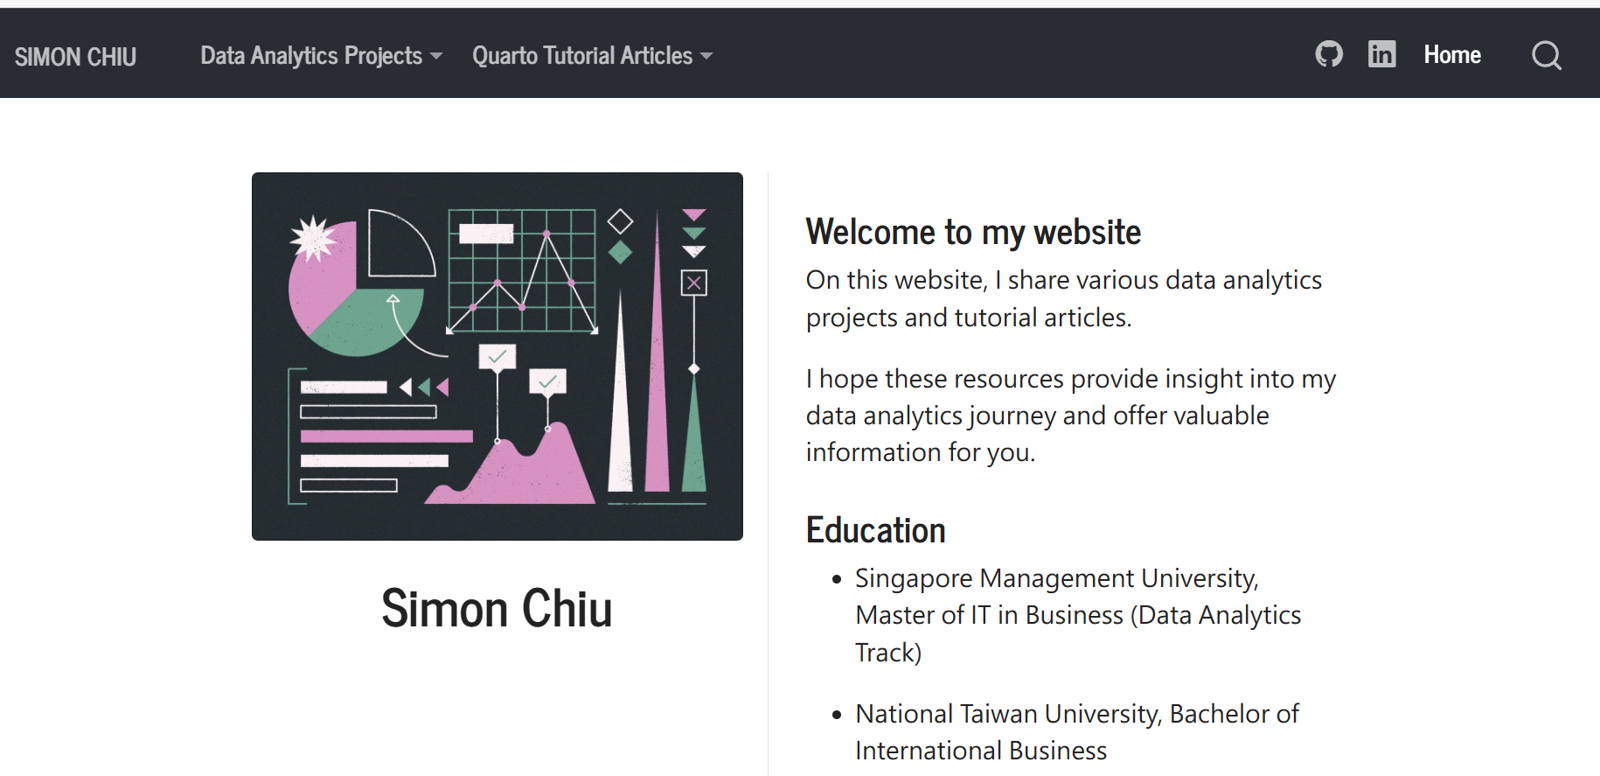 SIMON CHIU
Data Analytics Projects
Quarto Tutorial Articles
Home
Simon Chiu
Welcome to my website
On this website, I share various data analytics
projects and tutorial articles.
I hope these resources provide insight into my
data analytics journey and offer valuable
information for you.
Education
Singapore Management University,
Master of IT in Business (Data Analytics
Track)
National Taiwan University, Bachelor of
International Business